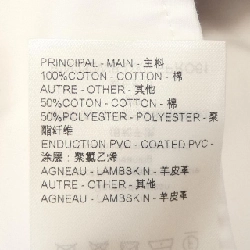 PRINCIPAL - MAIN - 主料
100%COTON - COTTON - 棉
AUTRE - OTHER - 其他
50%COTON - COTTON - 棉
50%POLYESTER - POLYESTER - 聚
酯纤维
ENDUCTION PVC - COATED PVC -
涂层：聚氯乙烯
AGNEAU - LAMBSKIN - 羊皮革
AUTRE - OTHER - 其他
AGNEAU - LAMBSKIN - 羊皮革